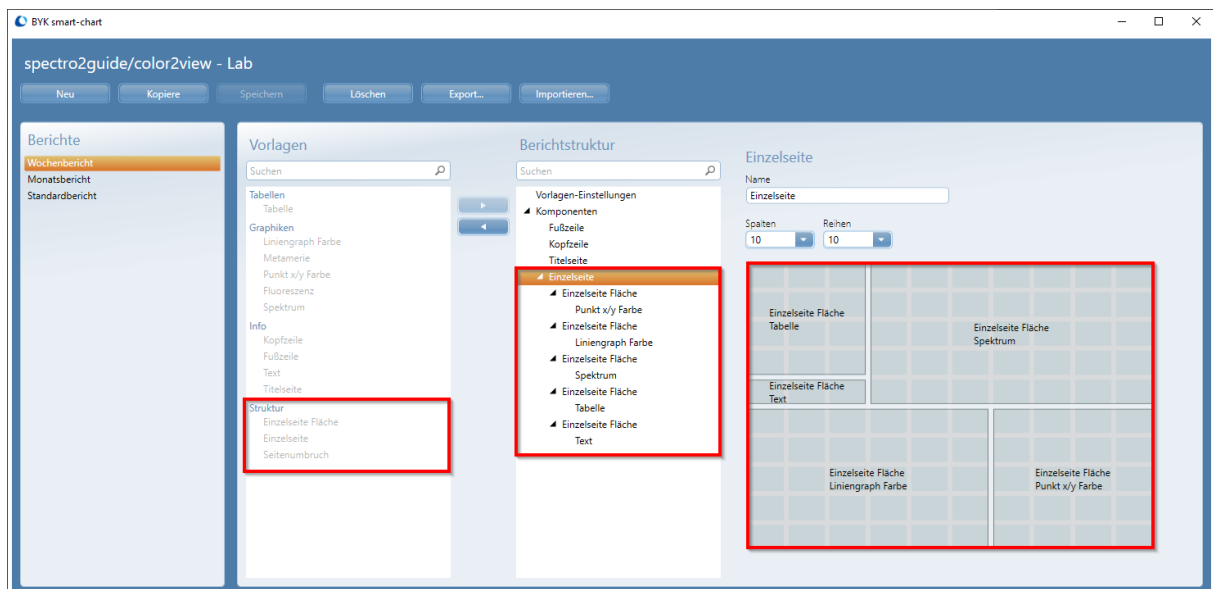 BYK smart-chart
spectro2guide/color2view - Lab
Neu Kopiere Speichern Löschen Export... Importieren...
Berichte
Wochenbericht
Monatsbericht
Standardbericht
Vorlagen
Suchen
Tabellen
Tabelle
Graphiken
Liniengraph Farbe
Metamerie
Punkt x/y Farbe
Fluoreszenz
Spektrum
Info
Kopfzeile
Fußzeile
Text
Titelseite
Struktur
Einzelseite Fläche
Einzelseite
Seitenumbruch
Berichtstruktur
Suchen
Vorlagen-Einstellungen
Komponenten
Fußzeile
Kopfzeile
Titelseite
Einzelseite
Einzelseite Fläche
Punkt x/y Farbe
Einzelseite Fläche
Liniengraph Farbe
Einzelseite Fläche
Spektrum
Einzelseite Fläche
Tabelle
Einzelseite Fläche
Text
Einzelseite
Name
Einzelseite
Spalten Reihen
10 10
Einzelseite Fläche
Tabelle
Einzelseite Fläche
Spektrum
Einzelseite Fläche
Text
Einzelseite Fläche
Liniengraph Farbe
Einzelseite Fläche
Punkt x/y Farbe